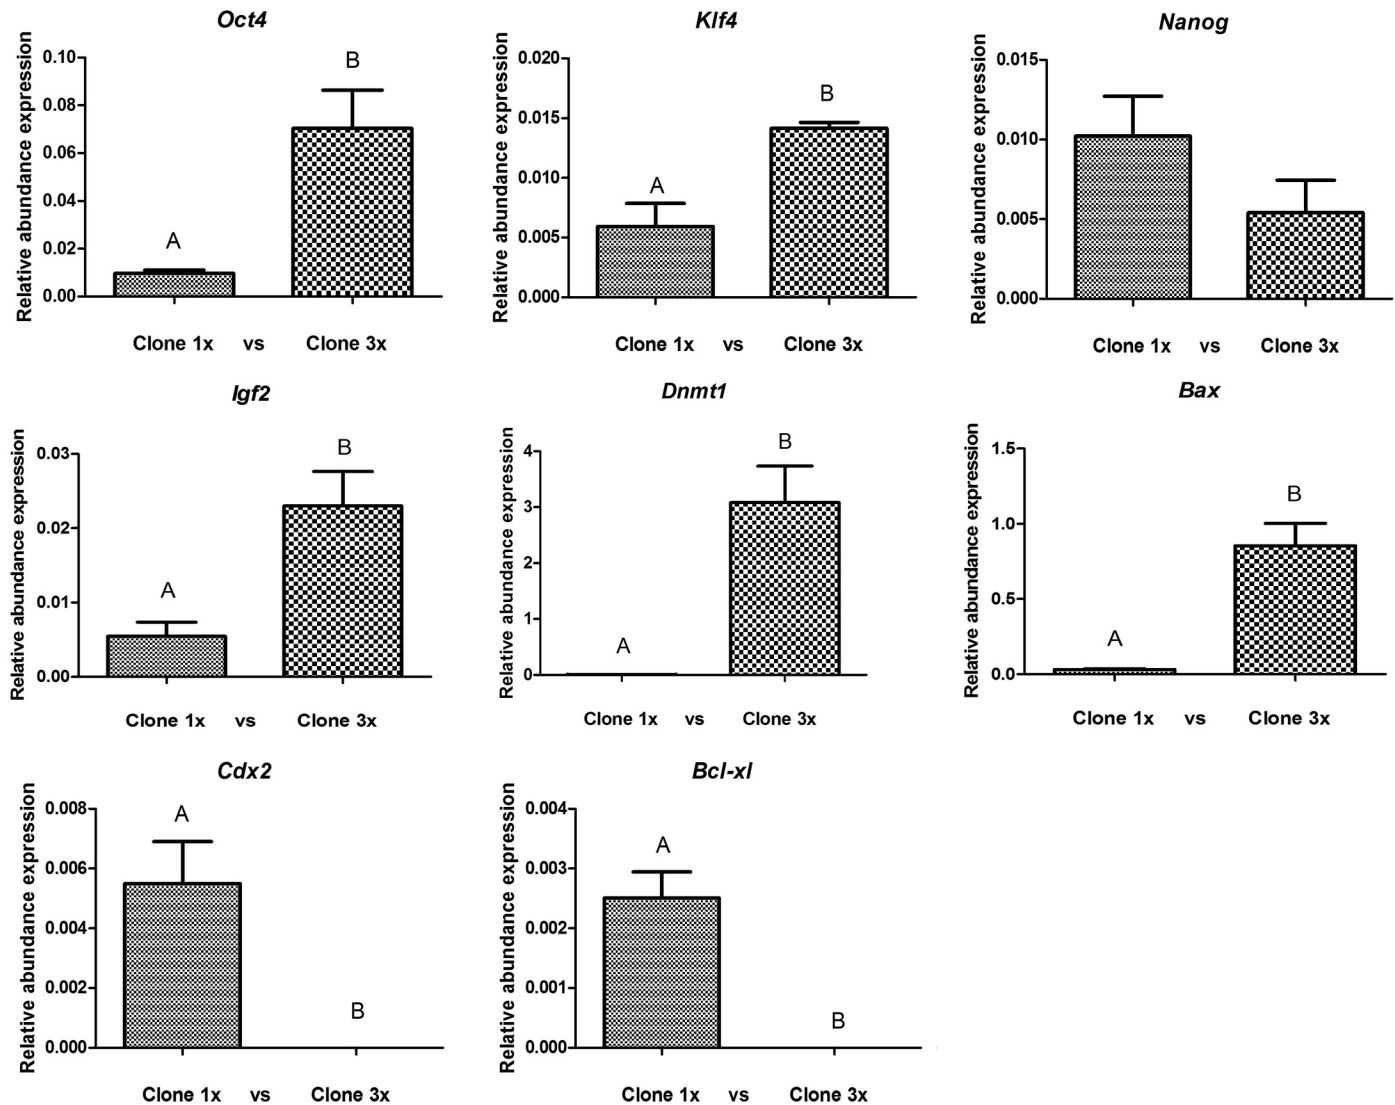 Oct4
Relative abundance expression
0.10
0.08
0.06
0.04
0.02
0.00
A
B
Clone 1x vs Clone 3x
Klf4
Relative abundance expression
0.020
0.015
0.010
0.005
0.000
A
B
Clone 1x vs Clone 3x
Nanog
Relative abundance expression
0.015
0.010
0.005
0.000
Clone 1x vs Clone 3x
Igf2
Relative abundance expression
0.03
0.02
0.01
0.00
A
B
Clone 1x vs Clone 3x
Dnmt1
Relative abundance expression
4
3
2
1
0
A
B
Clone 1x vs Clone 3x
Bax
Relative abundance expression
1.5
1.0
0.5
0.0
A
B
Clone 1x vs Clone 3x
Cdx2
Relative abundance expression
0.008
0.006
0.004
0.002
0.000
A
B
Clone 1x vs Clone 3x
Bcl-xl
Relative abundance expression
0.004
0.003
0.002
0.001
0.000
A
B
Clone 1x vs Clone 3x